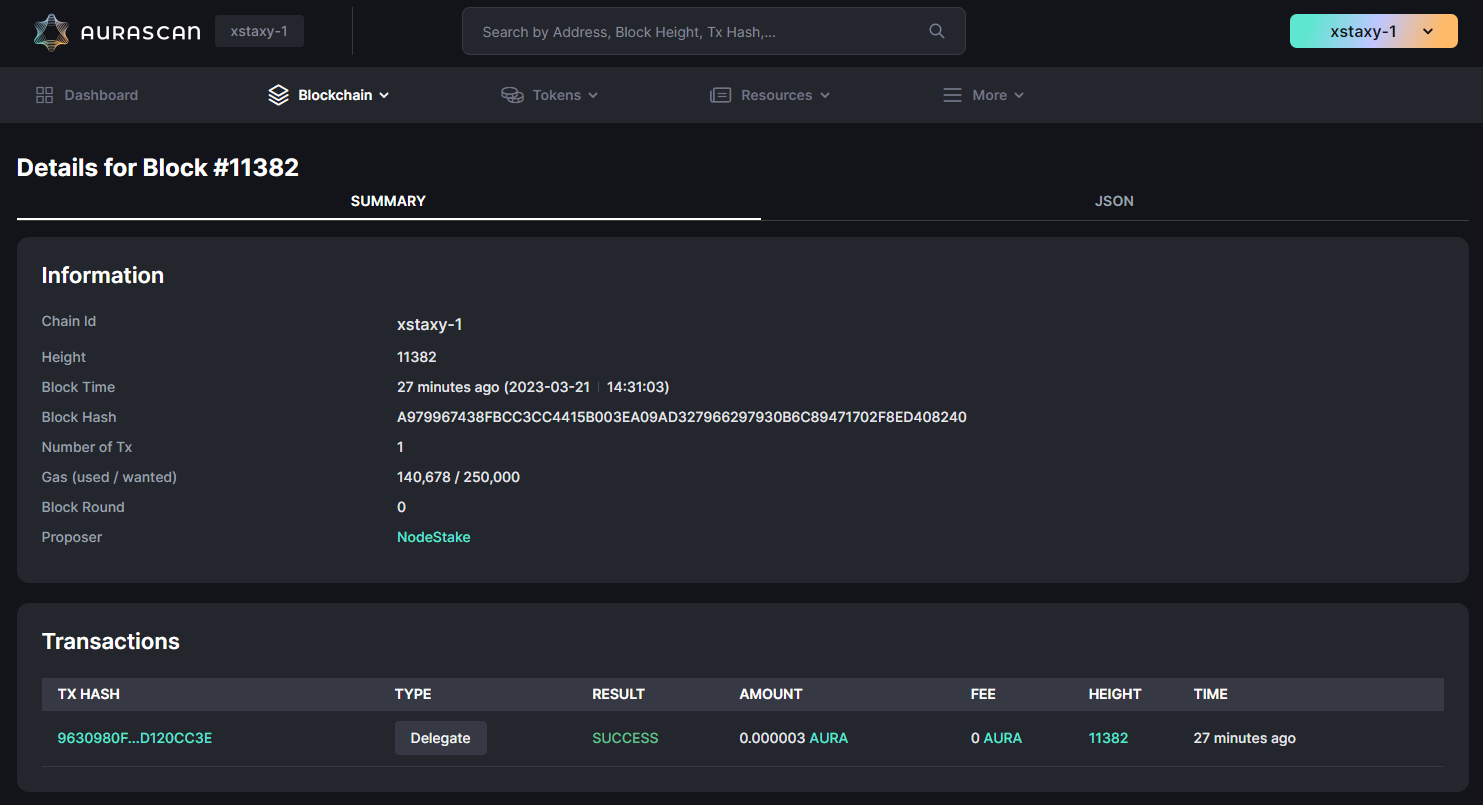 AURASCAN xstaxy-1 Search by Address, Block Height, Tx Hash,... xstaxy-1
Dashboard Blockchain Tokens Resources More
Details for Block #11382
SUMMARY JSON
Information
Chain Id xstaxy-1
Height 11382
Block Time 27 minutes ago (2023-03-21 | 14:31:03)
Block Hash A979967438FBCC3CC4415B003EA09AD327966297930B6C89471702F8ED408240
Number of Tx 1
Gas (used / wanted) 140,678 / 250,000
Block Round 0
Proposer NodeStake
Transactions
TX HASH TYPE RESULT AMOUNT FEE HEIGHT TIME
9630980F...D120CC3E Delegate SUCCESS 0.000003 AURA 0 AURA 11382 27 minutes ago